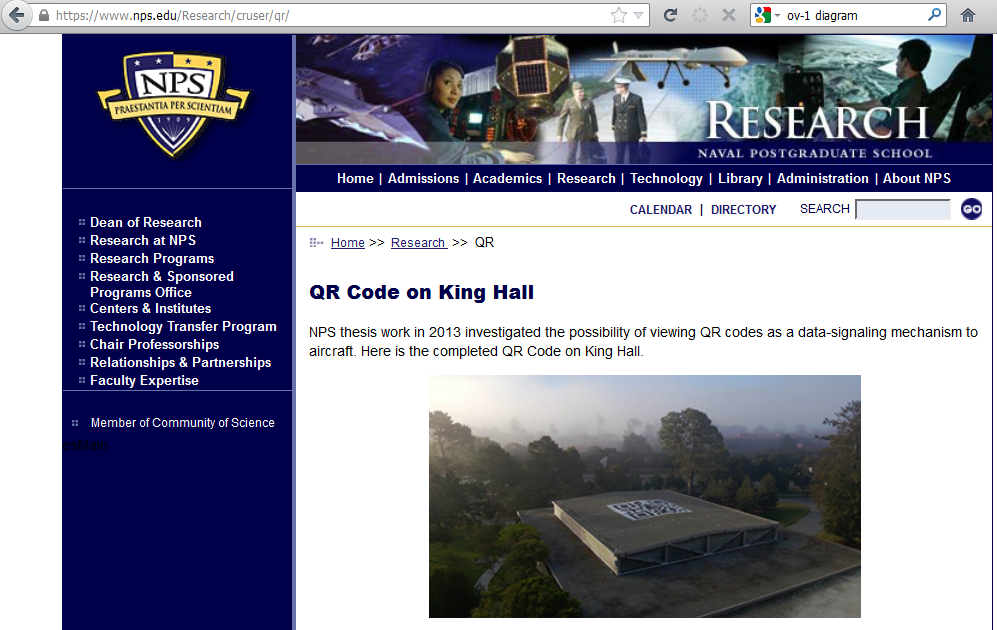 https://www.nps.edu/Research/cruser/qr/
ov-1 diagram
NPS
PRAESTANTIA PER SCIENTIAM
1909
RESEARCH
NAVAL POSTGRADUATE SCHOOL
Home | Admissions | Academics | Research | Technology | Library | Administration | About NPS
CALENDAR | DIRECTORY SEARCH GO
Dean of Research
Research at NPS
Research Programs
Research & Sponsored
Programs Office
Centers & Institutes
Technology Transfer Program
Chair Professorships
Relationships & Partnerships
Faculty Expertise
Member of Community of Science
Home >> Research >> QR
QR Code on King Hall
NPS thesis work in 2013 investigated the possibility of viewing QR codes as a data-signaling mechanism to
aircraft. Here is the completed QR Code on King Hall.